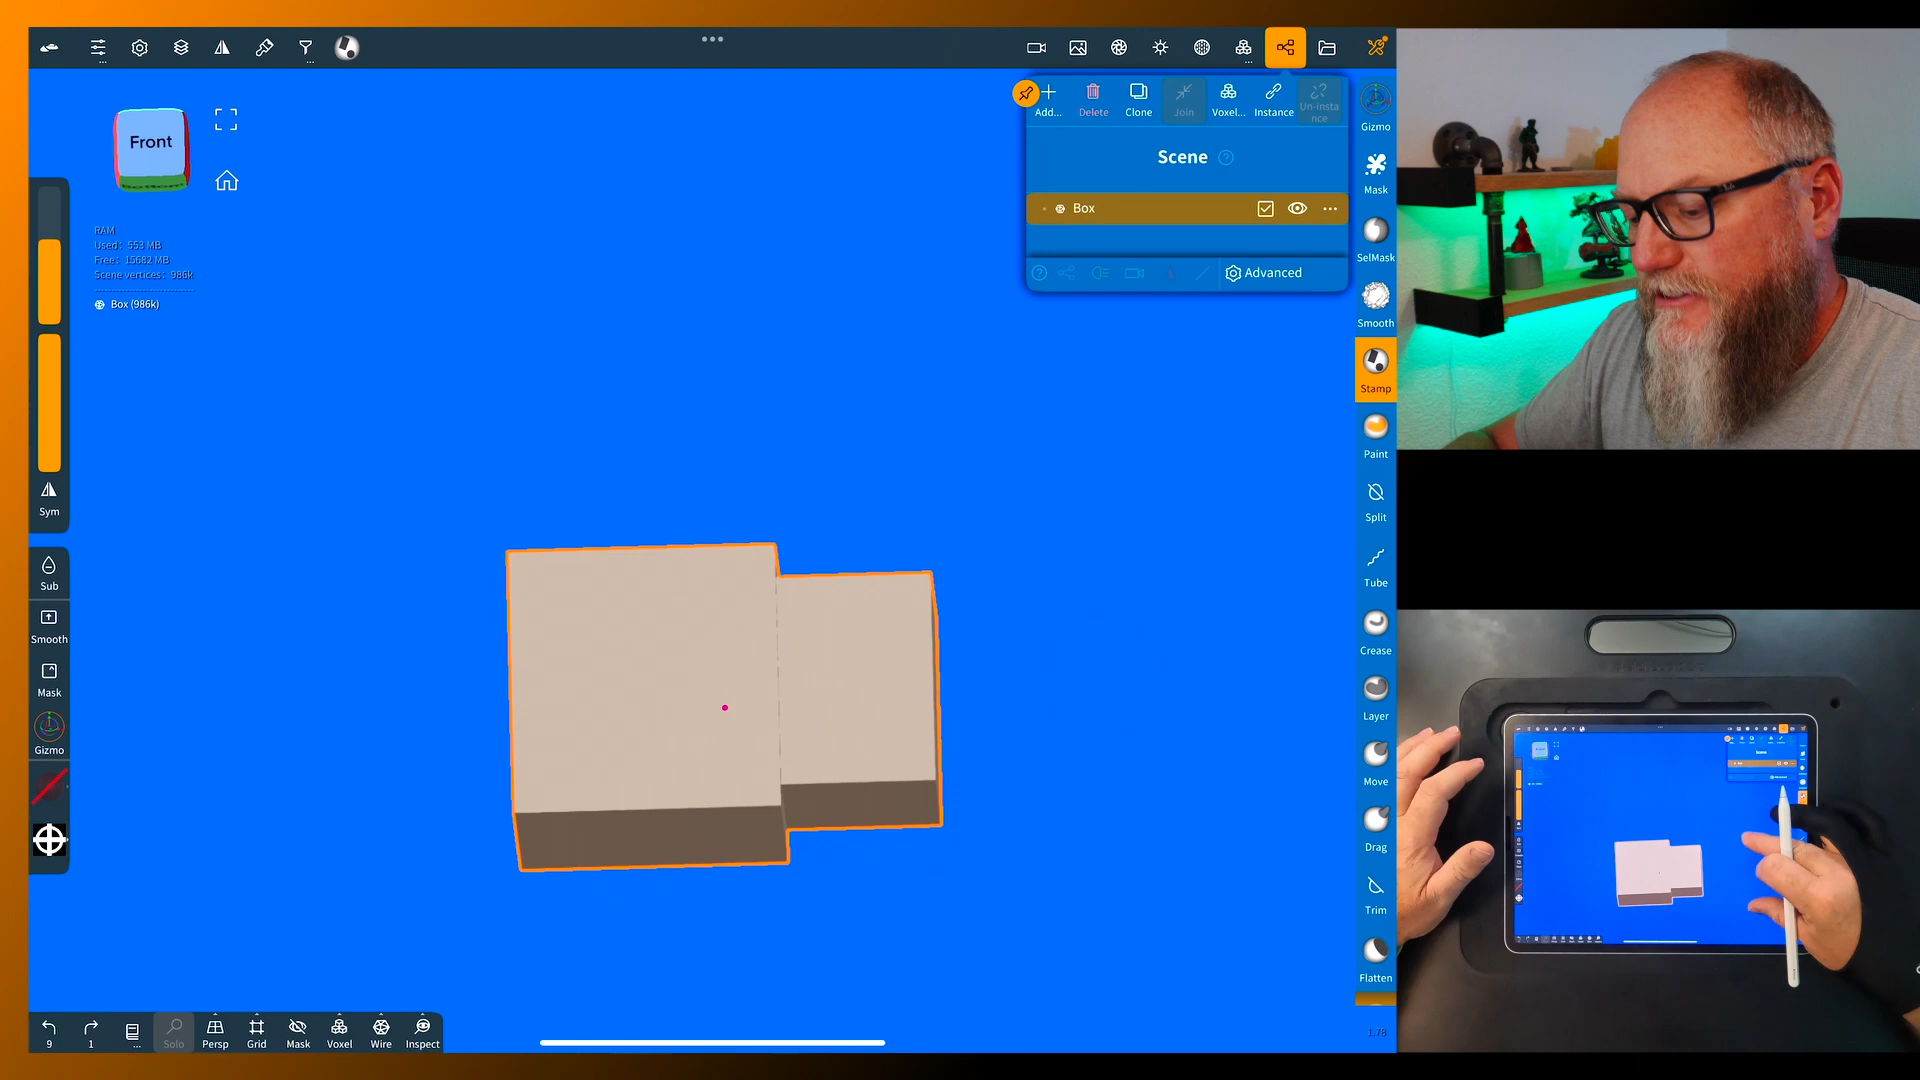 Front
RAM
Used: 553 MB
Free: 15682 MB
Scene vertices: 986k
Box (986k)
Sym
Sub
Smooth
Mask
Gizmo
9
1
Solo
Persp
Grid
Mask
Voxel
Wire
Inspect
Add...
Delete
Clone
Join
Voxel...
Instance
Un-insta
nce
Scene
Box
Advanced
Gizmo
Mask
SelMask
Smooth
Stamp
Paint
Split
Tube
Crease
Layer
Move
Drag
Trim
Flatten
1.78